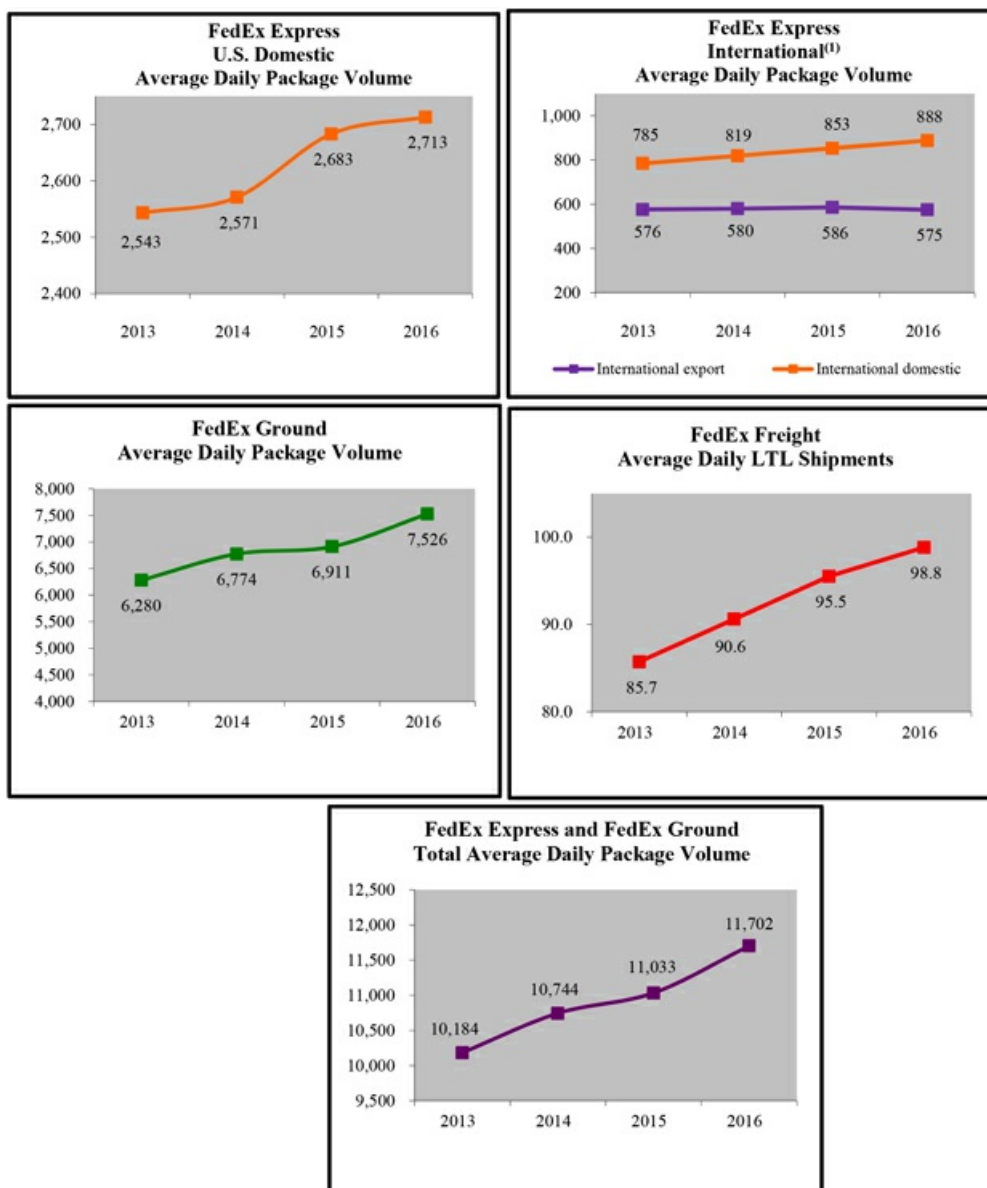 FedEx Express
U.S. Domestic
Average Daily Package Volume
2,700
2,600
2,500
2,400
2,543
2,571
2,683
2,713
2013 2014 2015 2016
FedEx Express
International(1)
Average Daily Package Volume
1,000
800
600
400
200
785
819
853
888
576
580
586
575
2013 2014 2015 2016
International export International domestic
FedEx Ground
Average Daily Package Volume
8,000
7,500
7,000
6,500
6,000
5,500
5,000
4,500
4,000
6,280
6,774
6,911
7,526
2013 2014 2015 2016
FedEx Freight
Average Daily LTL Shipments
100.0
90.0
80.0
85.7
90.6
95.5
98.8
2013 2014 2015 2016
FedEx Express and FedEx Ground
Total Average Daily Package Volume
12,500
12,000
11,500
11,000
10,500
10,000
9,500
10,184
10,744
11,033
11,702
2013 2014 2015 2016